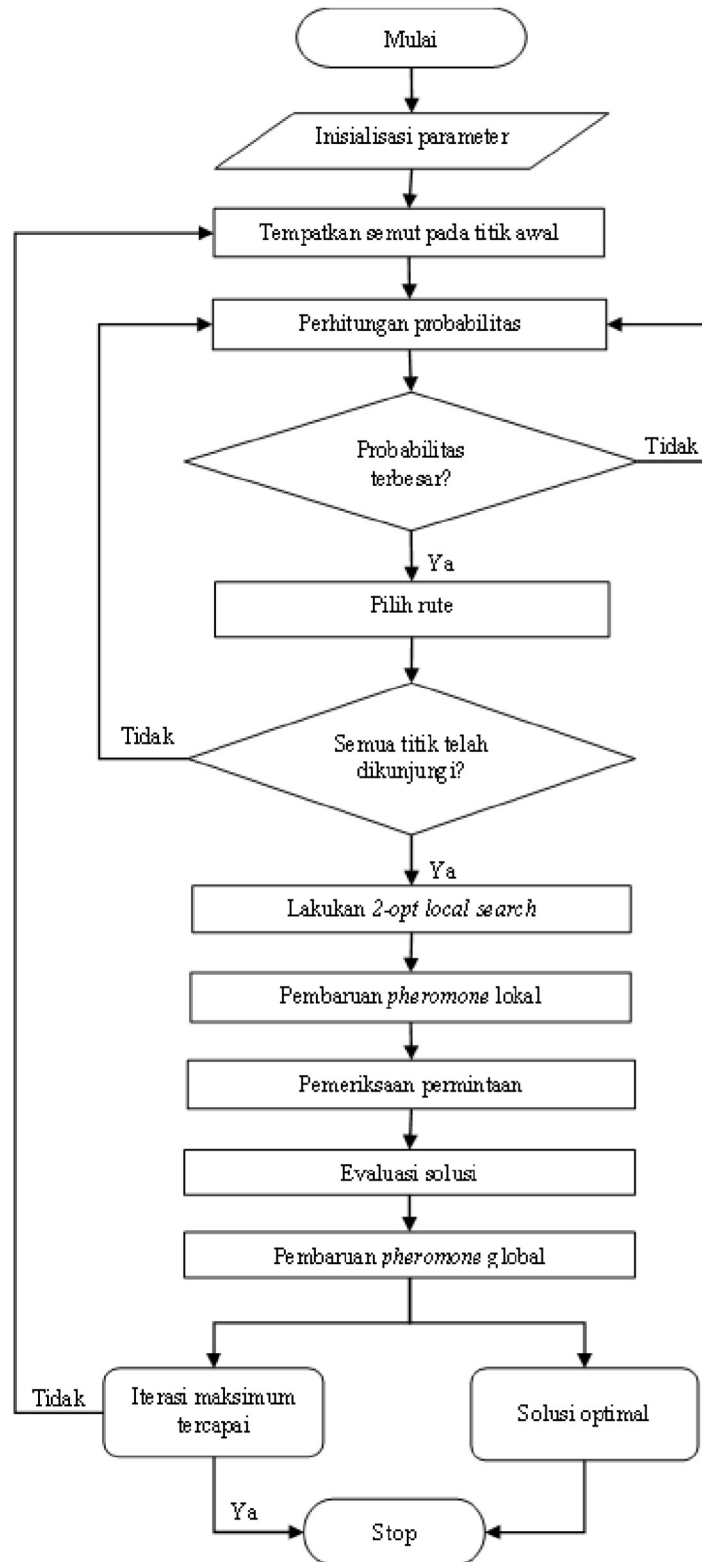 Mulai
Inisialisasi parameter
Tempatkan semut pada titik awal
Perhitungan probabilitas
Probabilitas
terbesar?
Tidak
Ya
Pilih rute
Semua titik telah
dikunjungi?
Tidak
Ya
Lakukan 2-opt local search
Pembaruan pheromone lokal
Pemeriksaan permintaan
Evaluasi solusi
Pembaruan pheromone global
Tidak
Iterasi maksimum
tercapai
Solusi optimal
Ya
Stop